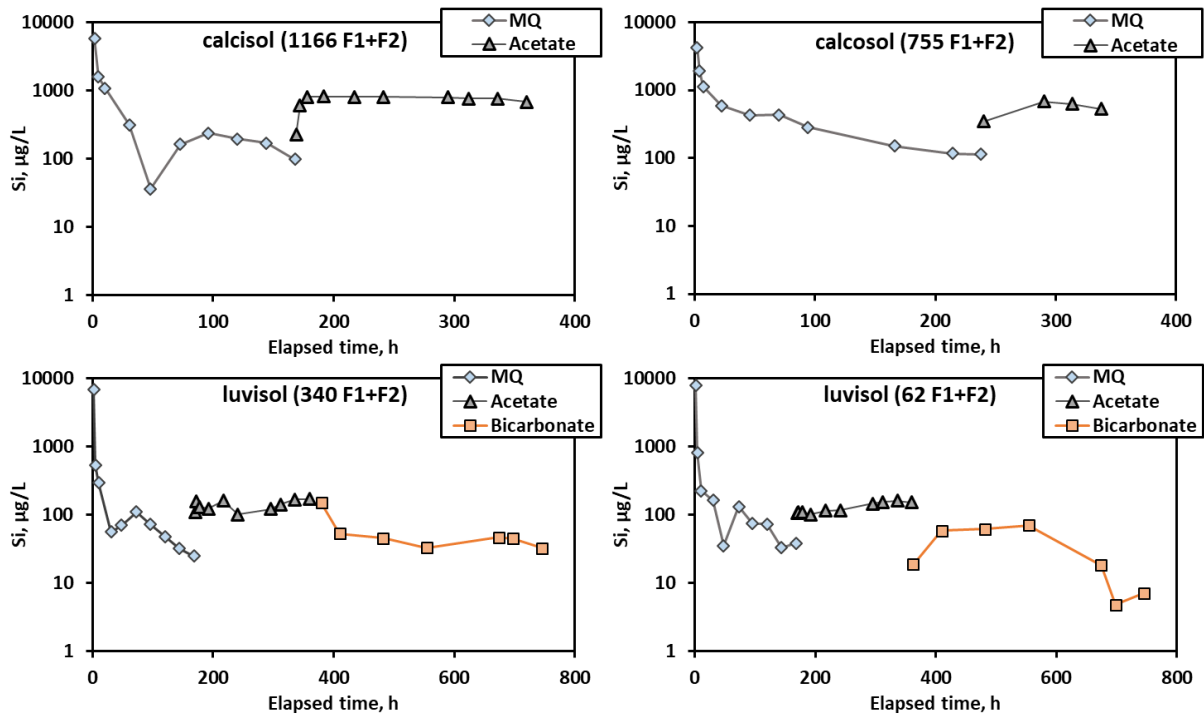 calcisol (1166 F1+F2)
MQ
Acetate
Si, µg/L
10000
1000
100
10
1
0 100 200 300 400
Elapsed time, h
calcosol (755 F1+F2)
MQ
Acetate
Si, µg/L
10000
1000
100
10
1
0 100 200 300 400
Elapsed time, h
luvisol (340 F1+F2)
MQ
Acetate
Bicarbonate
Si, µg/L
10000
1000
100
10
1
0 200 400 600 800
Elapsed time, h
luvisol (62 F1+F2)
MQ
Acetate
Bicarbonate
Si, µg/L
10000
1000
100
10
1
0 200 400 600 800
Elapsed time, h